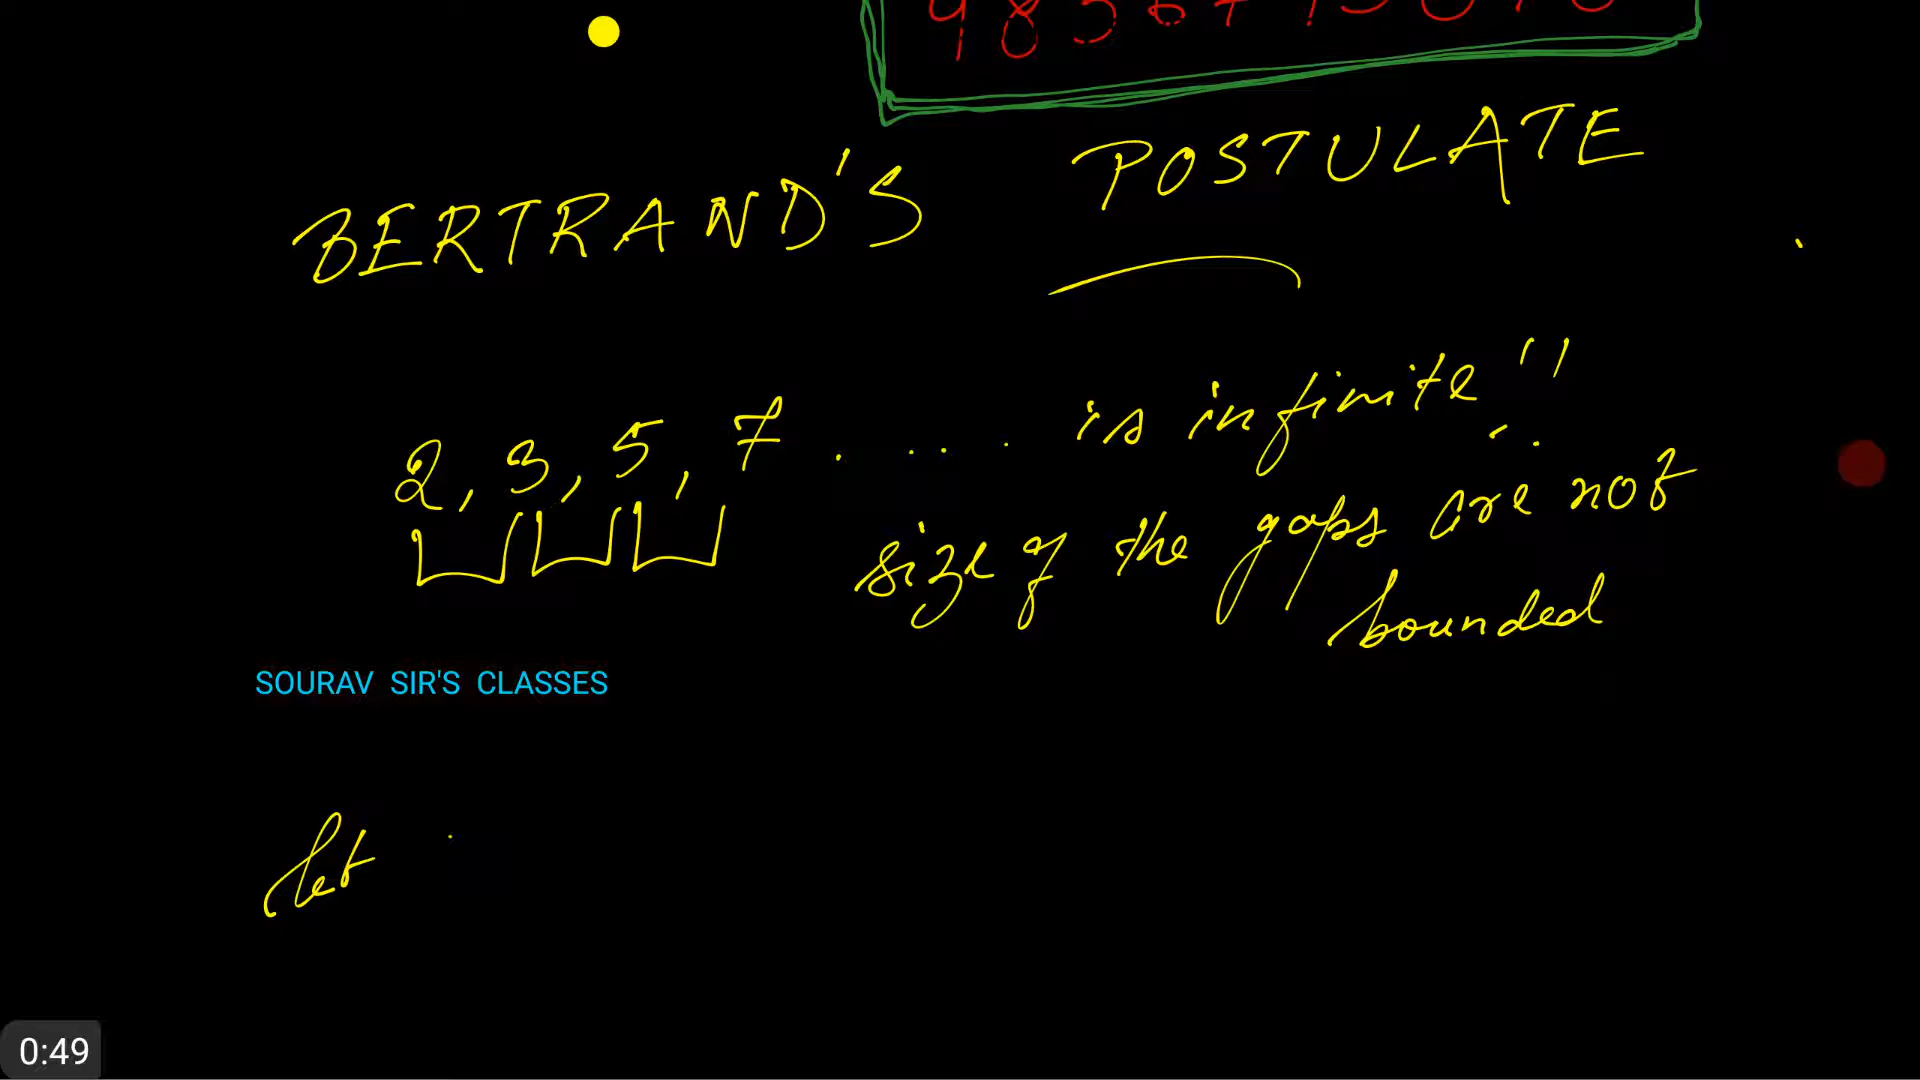 BERTRAND'S POSTULATE
2, 3, 5, 7 . . . . is infinite"
size of the gaps are not
bounded
SOURAV SIR'S CLASSES
let
0:49